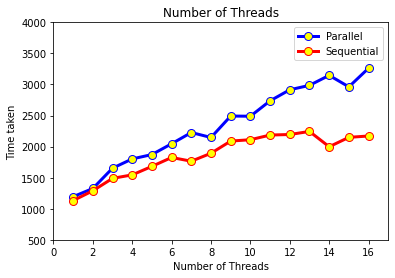 Number of Threads
Parallel
Sequential
Time taken
4000
3500
3000
2500
2000
1500
1000
500
0 2 4 6 8 10 12 14 16
Number of Threads